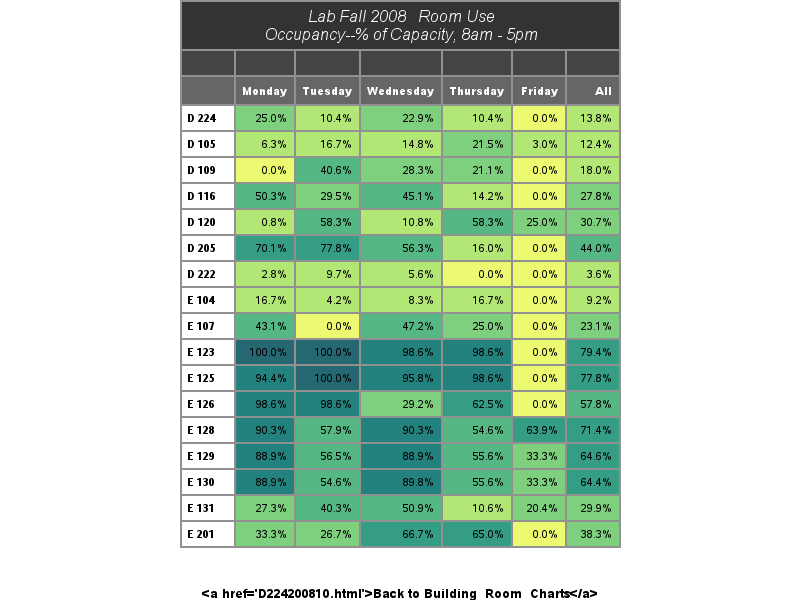 Lab Fall 2008 Room Use
Occupancy--% of Capacity, 8am - 5pm
Monday Tuesday Wednesday Thursday Friday All
D 224 25.0% 10.4% 22.9% 10.4% 0.0% 13.8%
D 105 6.3% 16.7% 14.8% 21.5% 3.0% 12.4%
D 109 0.0% 40.6% 28.3% 21.1% 0.0% 18.0%
D 116 50.3% 29.5% 45.1% 14.2% 0.0% 27.8%
D 120 0.8% 58.3% 10.8% 58.3% 25.0% 30.7%
D 205 70.1% 77.8% 56.3% 16.0% 0.0% 44.0%
D 222 2.8% 9.7% 5.6% 0.0% 0.0% 3.6%
E 104 16.7% 4.2% 8.3% 16.7% 0.0% 9.2%
E 107 43.1% 0.0% 47.2% 25.0% 0.0% 23.1%
E 123 100.0% 100.0% 98.6% 98.6% 0.0% 79.4%
E 125 94.4% 100.0% 95.8% 98.6% 0.0% 77.8%
E 126 98.6% 98.6% 29.2% 62.5% 0.0% 57.8%
E 128 90.3% 57.9% 90.3% 54.6% 63.9% 71.4%
E 129 88.9% 56.5% 88.9% 55.6% 33.3% 64.6%
E 130 88.9% 54.6% 89.8% 55.6% 33.3% 64.4%
E 131 27.3% 40.3% 50.9% 10.6% 20.4% 29.9%
E 201 33.3% 26.7% 66.7% 65.0% 0.0% 38.3%
<a href='D224200810.html'>Back to Building Room Charts</a>